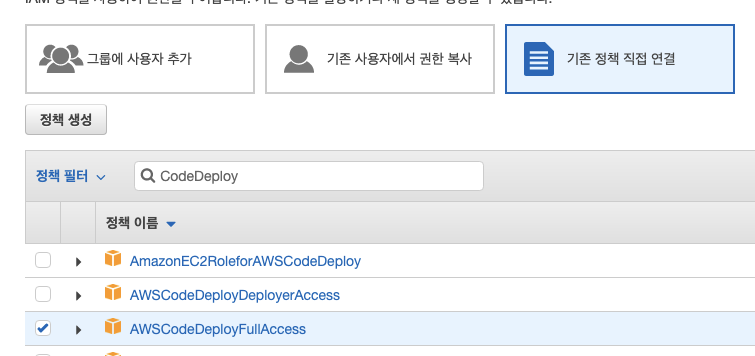 그룹에 사용자 추가
기존 사용자에서 권한 복사
기존 정책 직접 연결
정책 생성
정책 필터
CodeDeploy
정책 이름
AmazonEC2RoleforAWSCodeDeploy
AWSCodeDeployDeployerAccess
AWSCodeDeployFullAccess